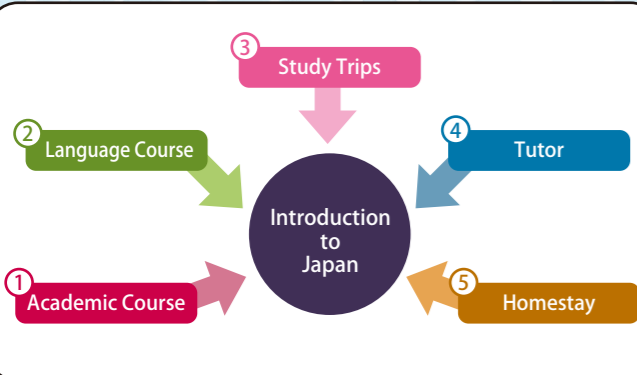 3
Study Trips
2
Language Course
4
Tutor
Introduction
to
Japan
1
Academic Course
5
Homestay